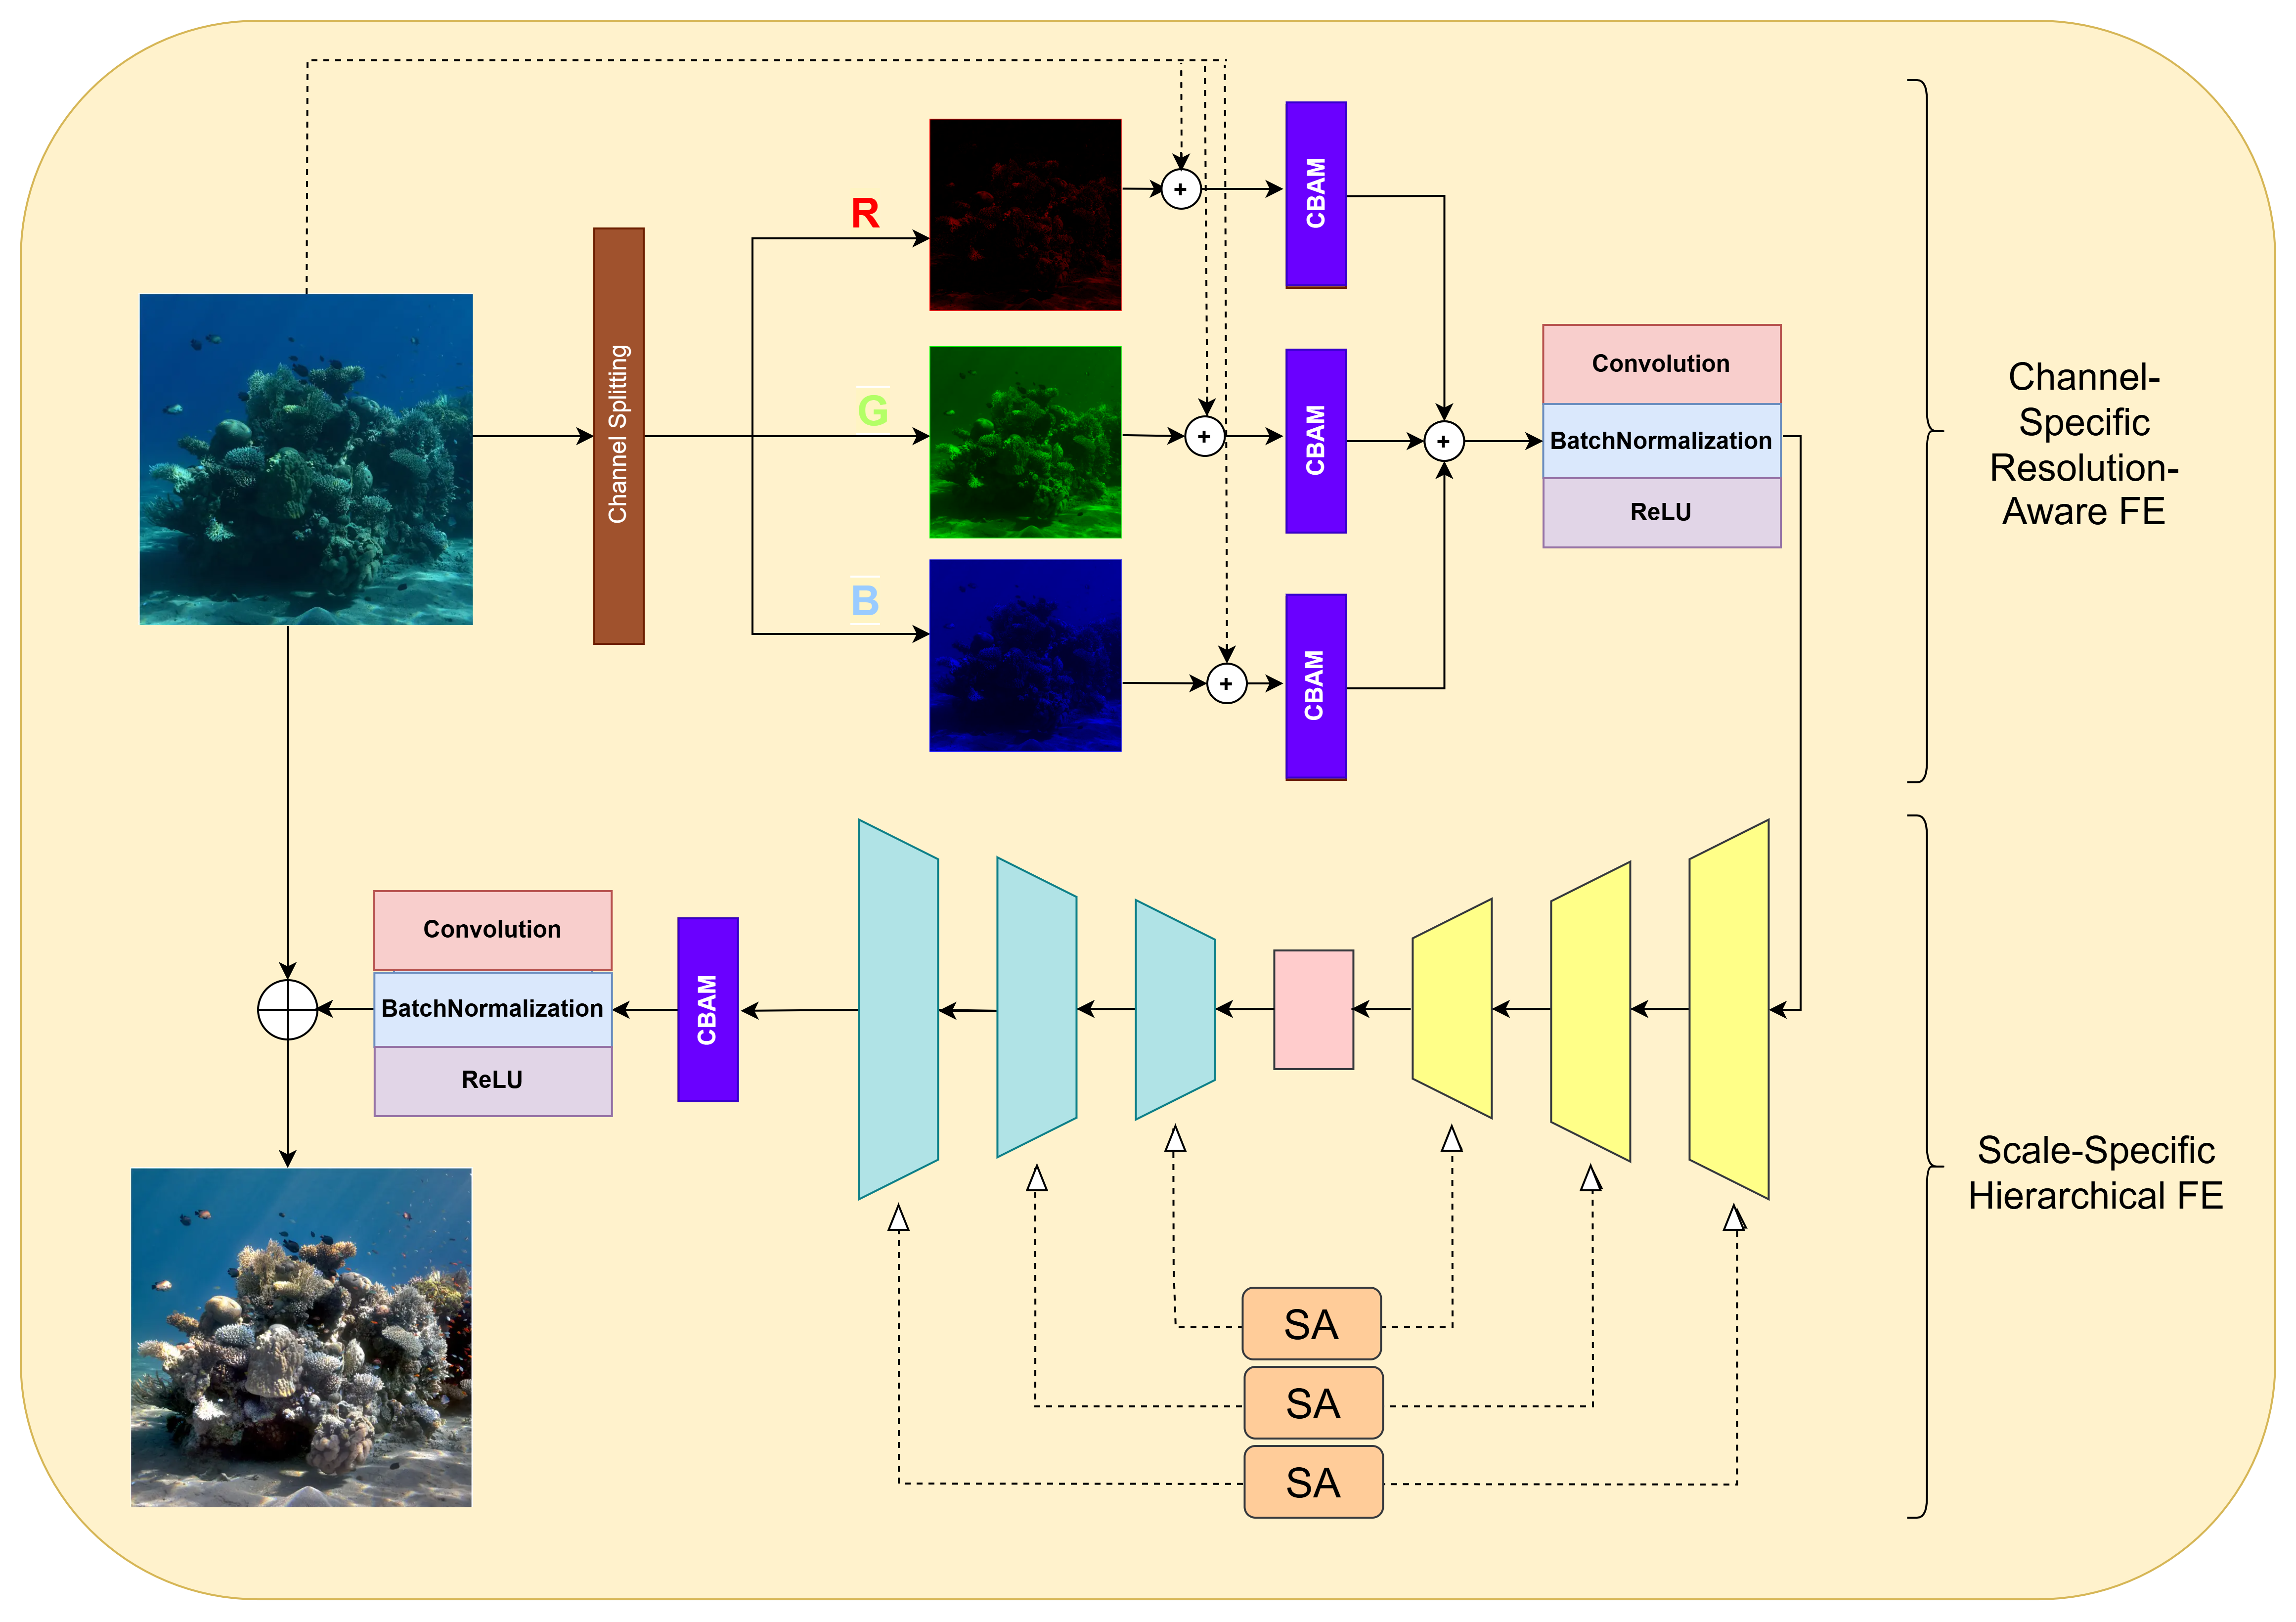 R
CBAM
Channel Splitting
G
CBAM
Convolution
BatchNormalization
ReLU
Channel-
Specific
Resolution-
Aware FE
B
CBAM
Convolution
BatchNormalization
ReLU
CBAM
Scale-Specific
Hierarchical FE
SA
SA
SA